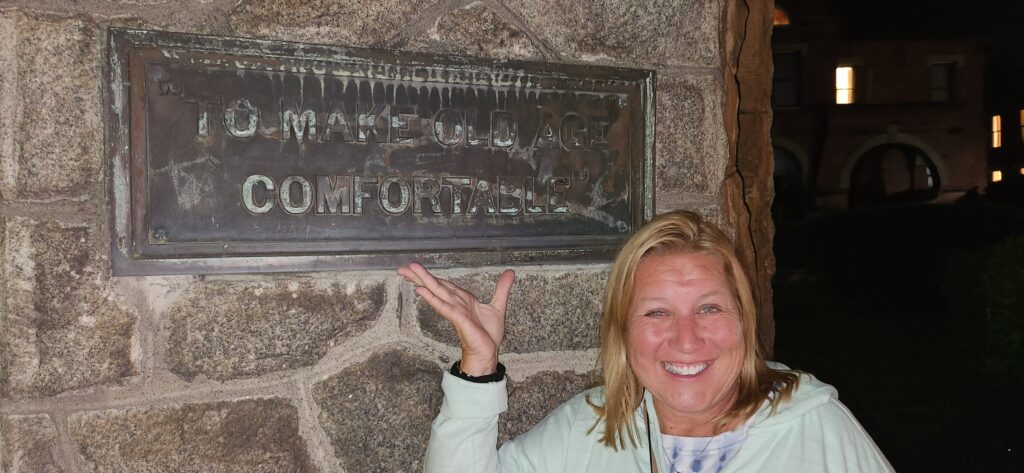 "TO MAKE OLD AGE
COMFORTABLE"